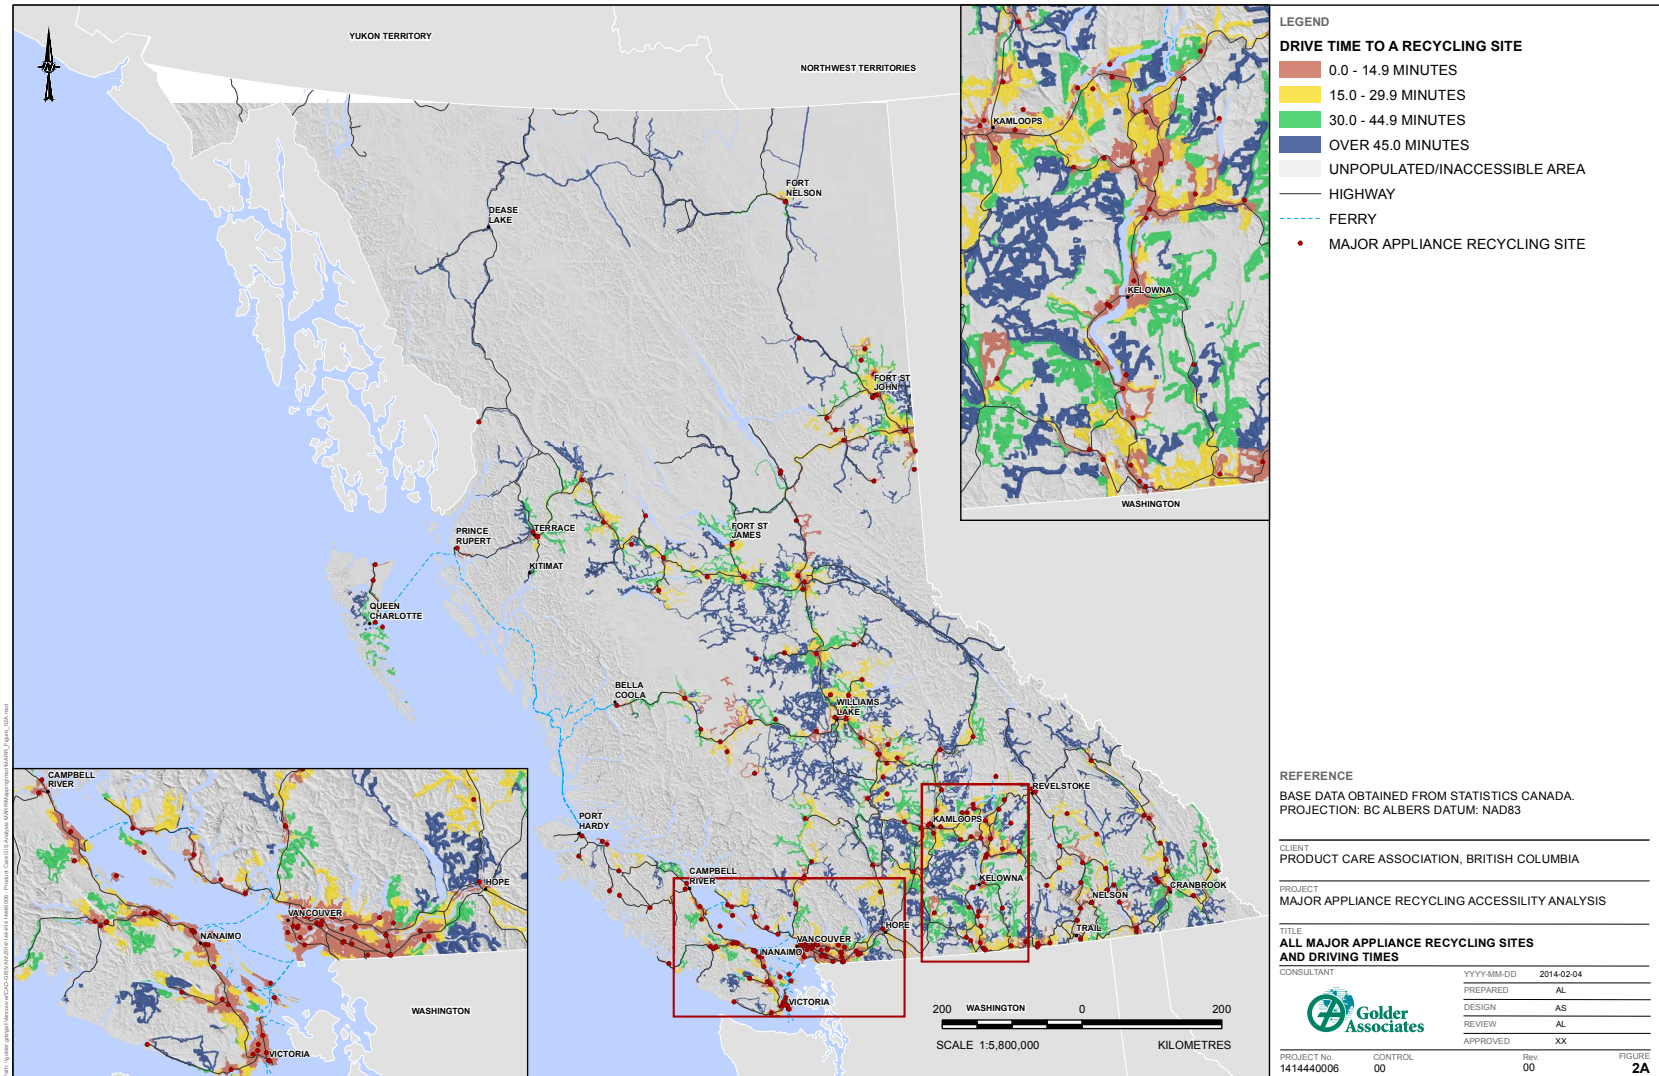 YUKON TERRITORY
NORTHWEST TERRITORIES
FORT
NELSON
DEASE
LAKE
FORT ST
JOHN
PRINCE
RUPERT
TERRACE
KITIMAT
FORT ST
JAMES
QUEEN
CHARLOTTE
BELLA
COOLA
WILLIAMS
LAKE
PORT
HARDY
CAMPBELL
RIVER
KAMLOOPS
REVELSTOKE
KELOWNA
NELSON
CRANBROOK
TRAIL
HOPE
VANCOUVER
NANAIMO
VICTORIA
200
WASHINGTON
0
200
SCALE 1:5,800,000
KILOMETRES
KAMLOOPS
KELOWNA
WASHINGTON
CAMPBELL
RIVER
HOPE
VANCOUVER
NANAIMO
WASHINGTON
VICTORIA
LEGEND
DRIVE TIME TO A RECYCLING SITE
0.0 - 14.9 MINUTES
15.0 - 29.9 MINUTES
30.0 - 44.9 MINUTES
OVER 45.0 MINUTES
UNPOPULATED/INACCESSIBLE AREA
HIGHWAY
FERRY
MAJOR APPLIANCE RECYCLING SITE
REFERENCE
BASE DATA OBTAINED FROM STATISTICS CANADA.
PROJECTION: BC ALBERS DATUM: NAD83
CLIENT
PRODUCT CARE ASSOCIATION, BRITISH COLUMBIA
PROJECT
MAJOR APPLIANCE RECYCLING ACCESSIBILITY ANALYSIS
TITLE
ALL MAJOR APPLIANCE RECYCLING SITES
AND DRIVING TIMES
CONSULTANT
Golder
Associates
YYYY-MM-DD 2014-02-04
PREPARED AL
DESIGN AS
REVIEW AL
APPROVED XX
PROJECT No. CONTROL Rev. FIGURE
1414440006 00 00 2A